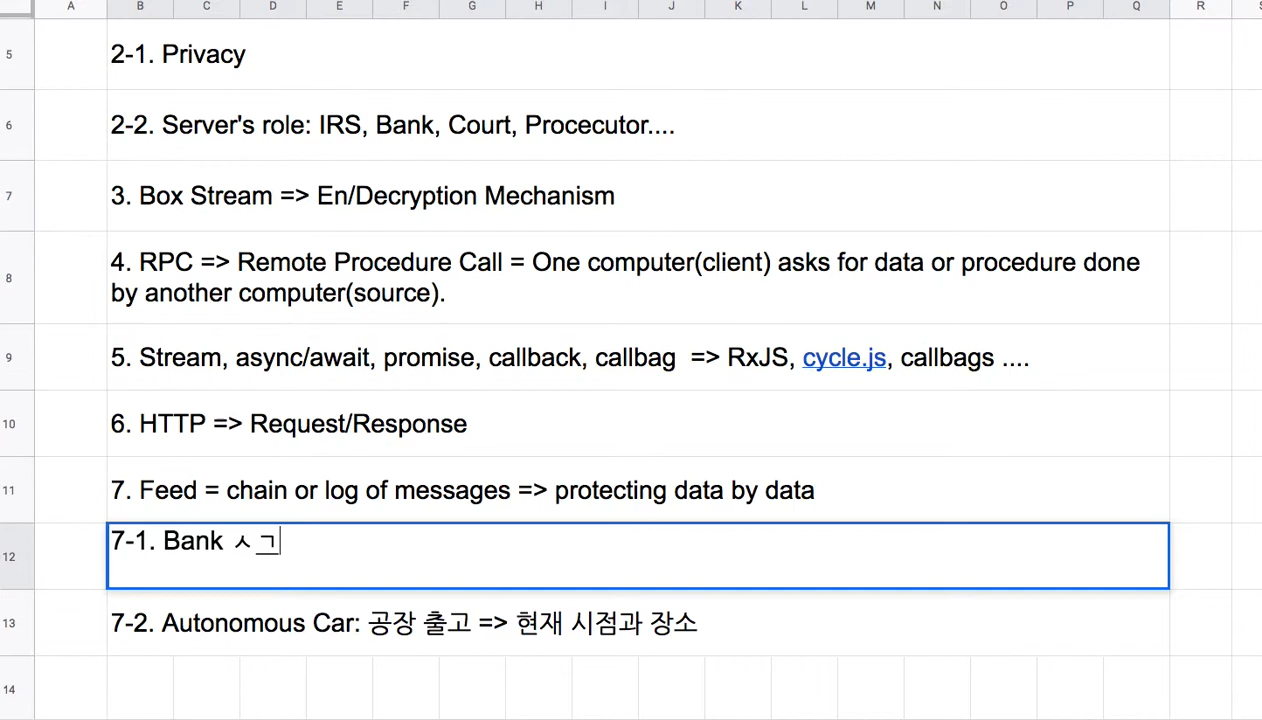 A B C D E F G H I J K L M N O P Q R
5 2-1. Privacy
6 2-2. Server's role: IRS, Bank, Court, Procecutor....
7 3. Box Stream => En/Decryption Mechanism
8 4. RPC => Remote Procedure Call = One computer(client) asks for data or procedure done
by another computer(source).
9 5. Stream, async/await, promise, callback, callbag  => RxJS, cycle.js, callbags ....
10 6. HTTP => Request/Response
11 7. Feed = chain or log of messages => protecting data by data
12 7-1. Bank ㅅㄱ
13 7-2. Autonomous Car: 공장 출고 => 현재 시점과 장소
14